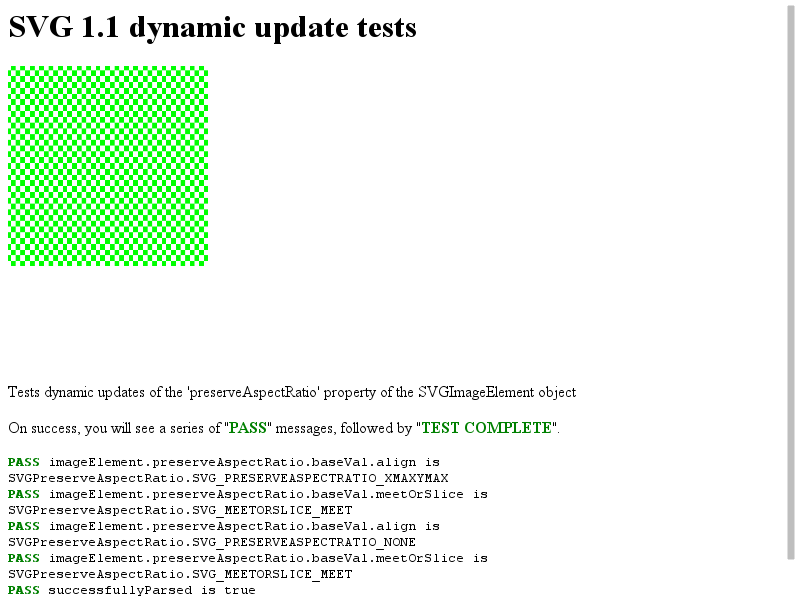 SVG 1.1 dynamic update tests
Tests dynamic updates of the 'preserveAspectRatio' property of the SVGImageElement object
On success, you will see a series of "PASS" messages, followed by "TEST COMPLETE".
PASS imageElement.preserveAspectRatio.baseVal.align is
SVGPreserveAspectRatio.SVG_PRESERVEASPECTRATIO_XMAXYMAX
PASS imageElement.preserveAspectRatio.baseVal.meetOrSlice is
SVGPreserveAspectRatio.SVG_MEETORSLICE_MEET
PASS imageElement.preserveAspectRatio.baseVal.align is
SVGPreserveAspectRatio.SVG_PRESERVEASPECTRATIO_NONE
PASS imageElement.preserveAspectRatio.baseVal.meetOrSlice is
SVGPreserveAspectRatio.SVG_MEETORSLICE_MEET
PASS successfullyParsed is true